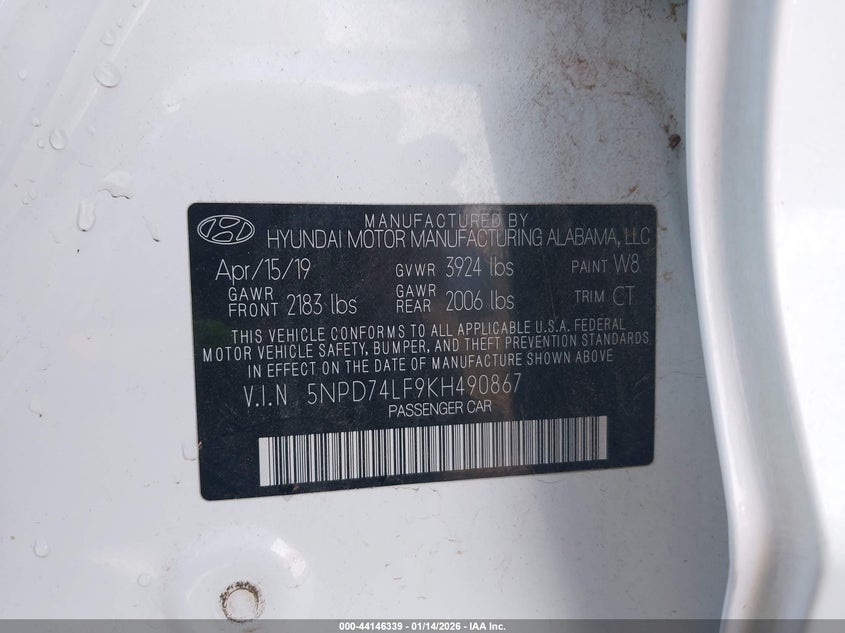 MANUFACTURED BY
HYUNDAI MOTOR MANUFACTURING ALABAMA, LLC
Apr/15/19 GVWR 3924 lbs PAINT W8
GAWR FRONT 2183 lbs GAWR REAR 2006 lbs TRIM CT
THIS VEHICLE CONFORMS TO ALL APPLICABLE U.S.A. FEDERAL
MOTOR VEHICLE SAFETY, BUMPER, AND THEFT PREVENTION STANDARDS
IN EFFECT ON THE DATE OF MANUFACTURE SHOWN ABOVE
V.I.N 5NPD74LF9KH490867
PASSENGER CAR
000-44146339 - 01/14/2026 - IAA Inc.